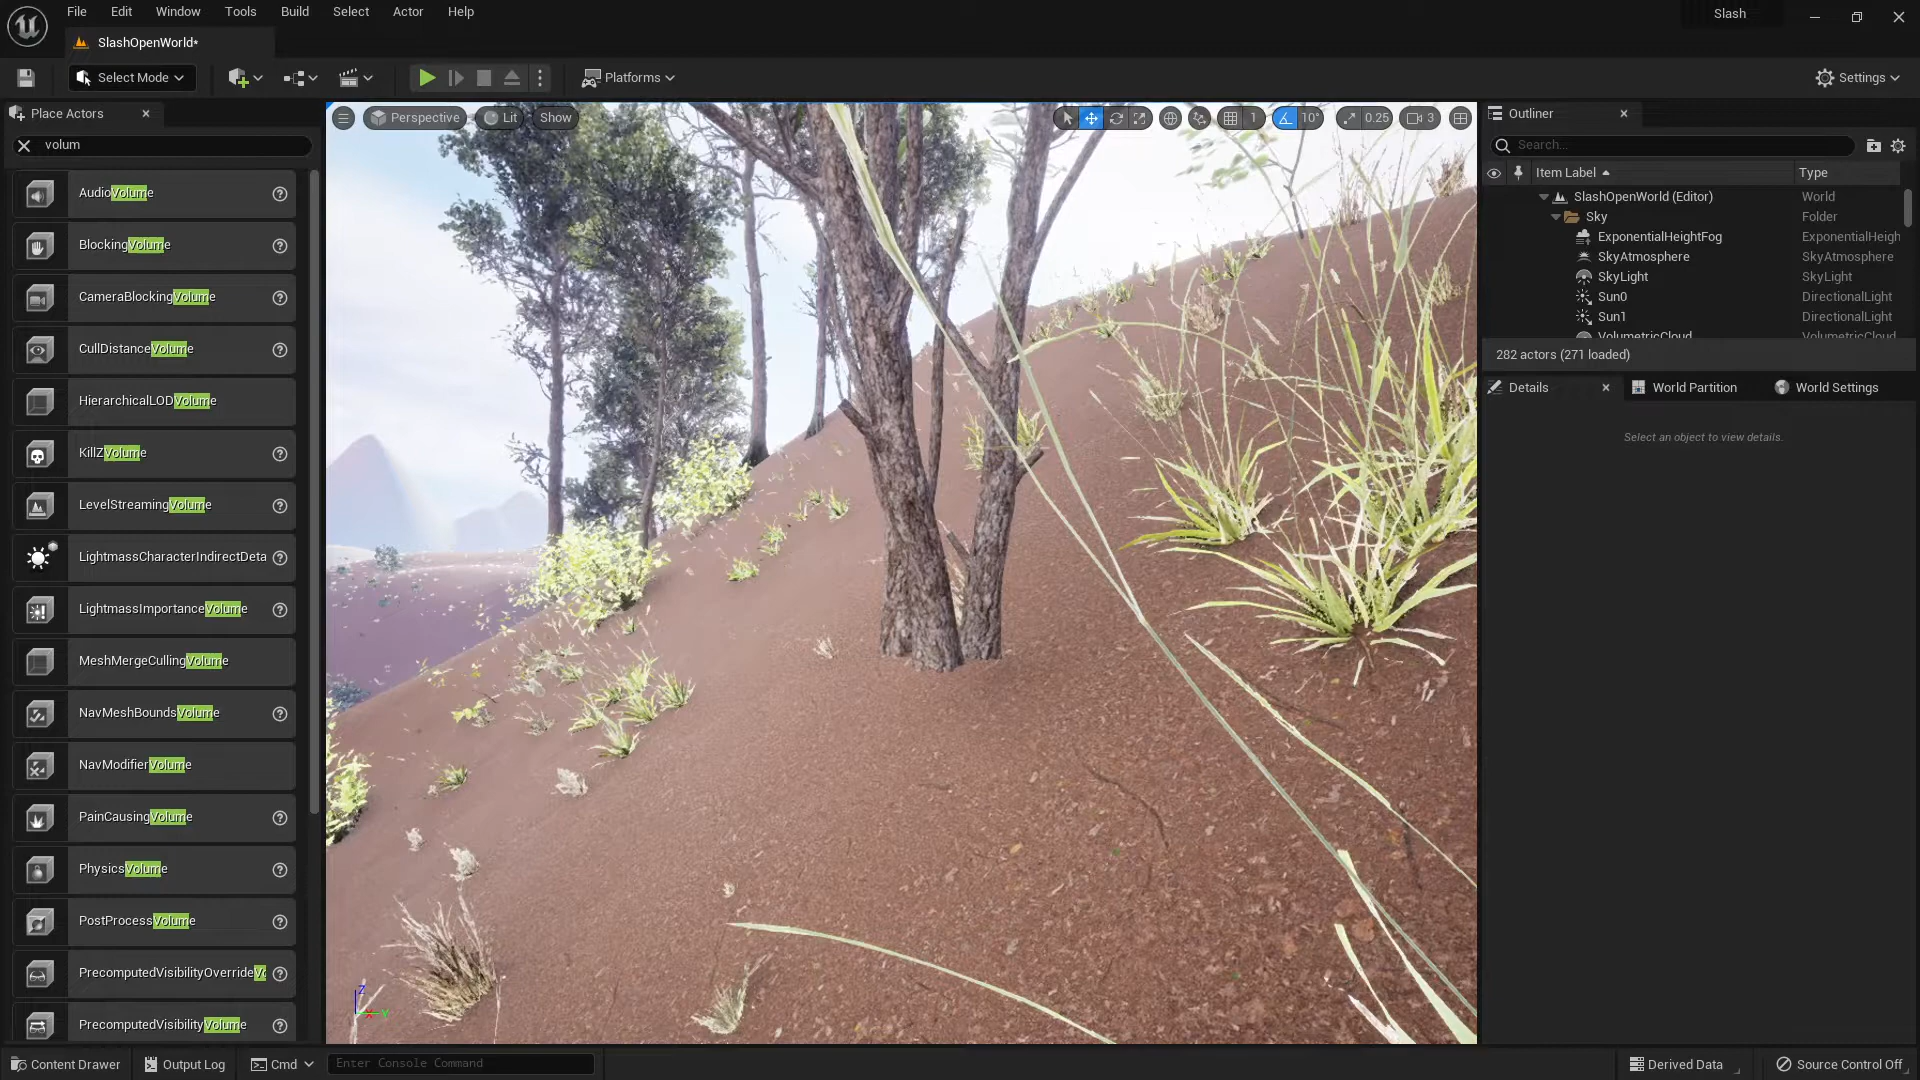 File Edit Window Tools Build Select Actor Help
Slash
SlashOpenWorld*
Select Mode
Platforms
Settings
Place Actors
volum
AudioVolume
BlockingVolume
CameraBlockingVolume
CullDistanceVolume
HierarchicalLODVolume
KillZVolume
LevelStreamingVolume
LightmassCharacterIndirectDeta
LightmassImportanceVolume
MeshMergeCullingVolume
NavMeshBoundsVolume
NavModifierVolume
PainCausingVolume
PhysicsVolume
PostProcessVolume
PrecomputedVisibilityOverrideVo
PrecomputedVisibilityVolume
Perspective Lit Show
1 10° 0.25 3
Z
X Y
Outliner
Search...
Item Label Type
SlashOpenWorld (Editor) World
Sky Folder
ExponentialHeightFog ExponentialHeigh
SkyAtmosphere SkyAtmosphere
SkyLight SkyLight
Sun0 DirectionalLight
Sun1 DirectionalLight
VolumetricCloud VolumetricCloud
282 actors (271 loaded)
Details World Partition World Settings
Select an object to view details.
Content Drawer Output Log Cmd Enter Console Command
Derived Data Source Control Off